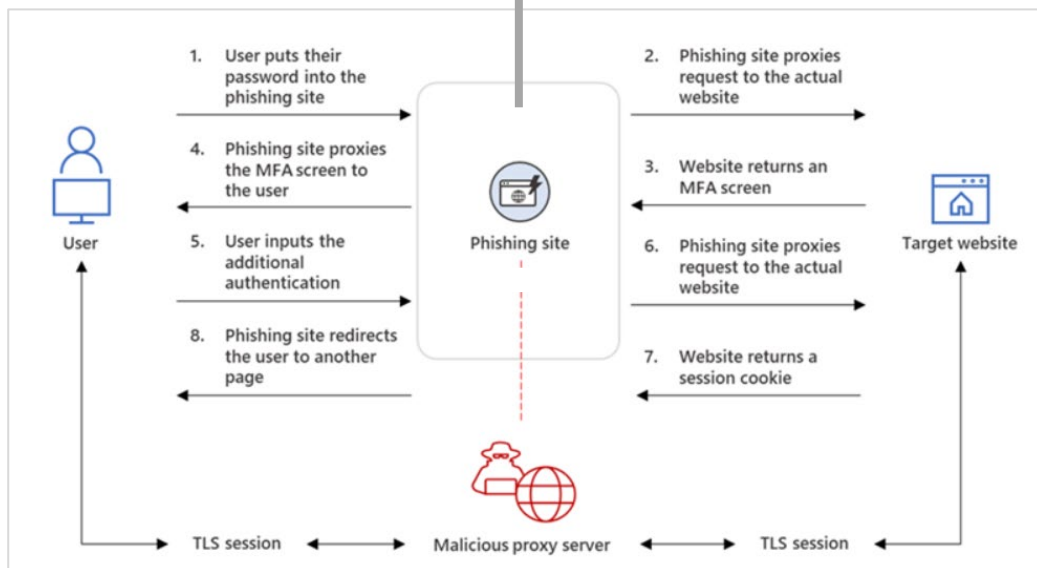 1. User puts their
password into the
phishing site
2. Phishing site proxies
request to the actual
website
4. Phishing site proxies
the MFA screen to
the user
3. Website returns an
MFA screen
User
Phishing site
Target website
5. User inputs the
additional
authentication
6. Phishing site proxies
request to the actual
website
8. Phishing site redirects
the user to another
page
7. Website returns a
session cookie
TLS session
Malicious proxy server
TLS session